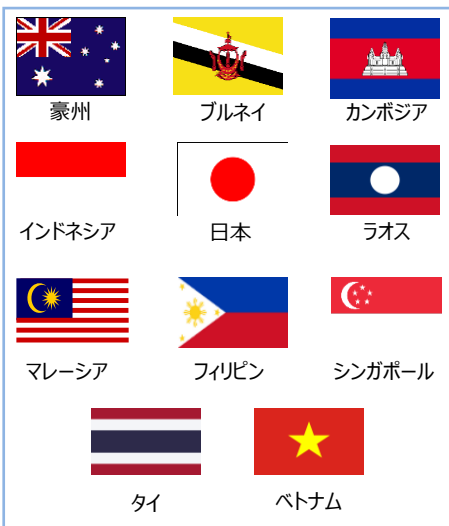 豪州
ブルネイ
カンボジア
インドネシア
日本
ラオス
マレーシア
フィリピン
シンガポール
タイ
ベトナム